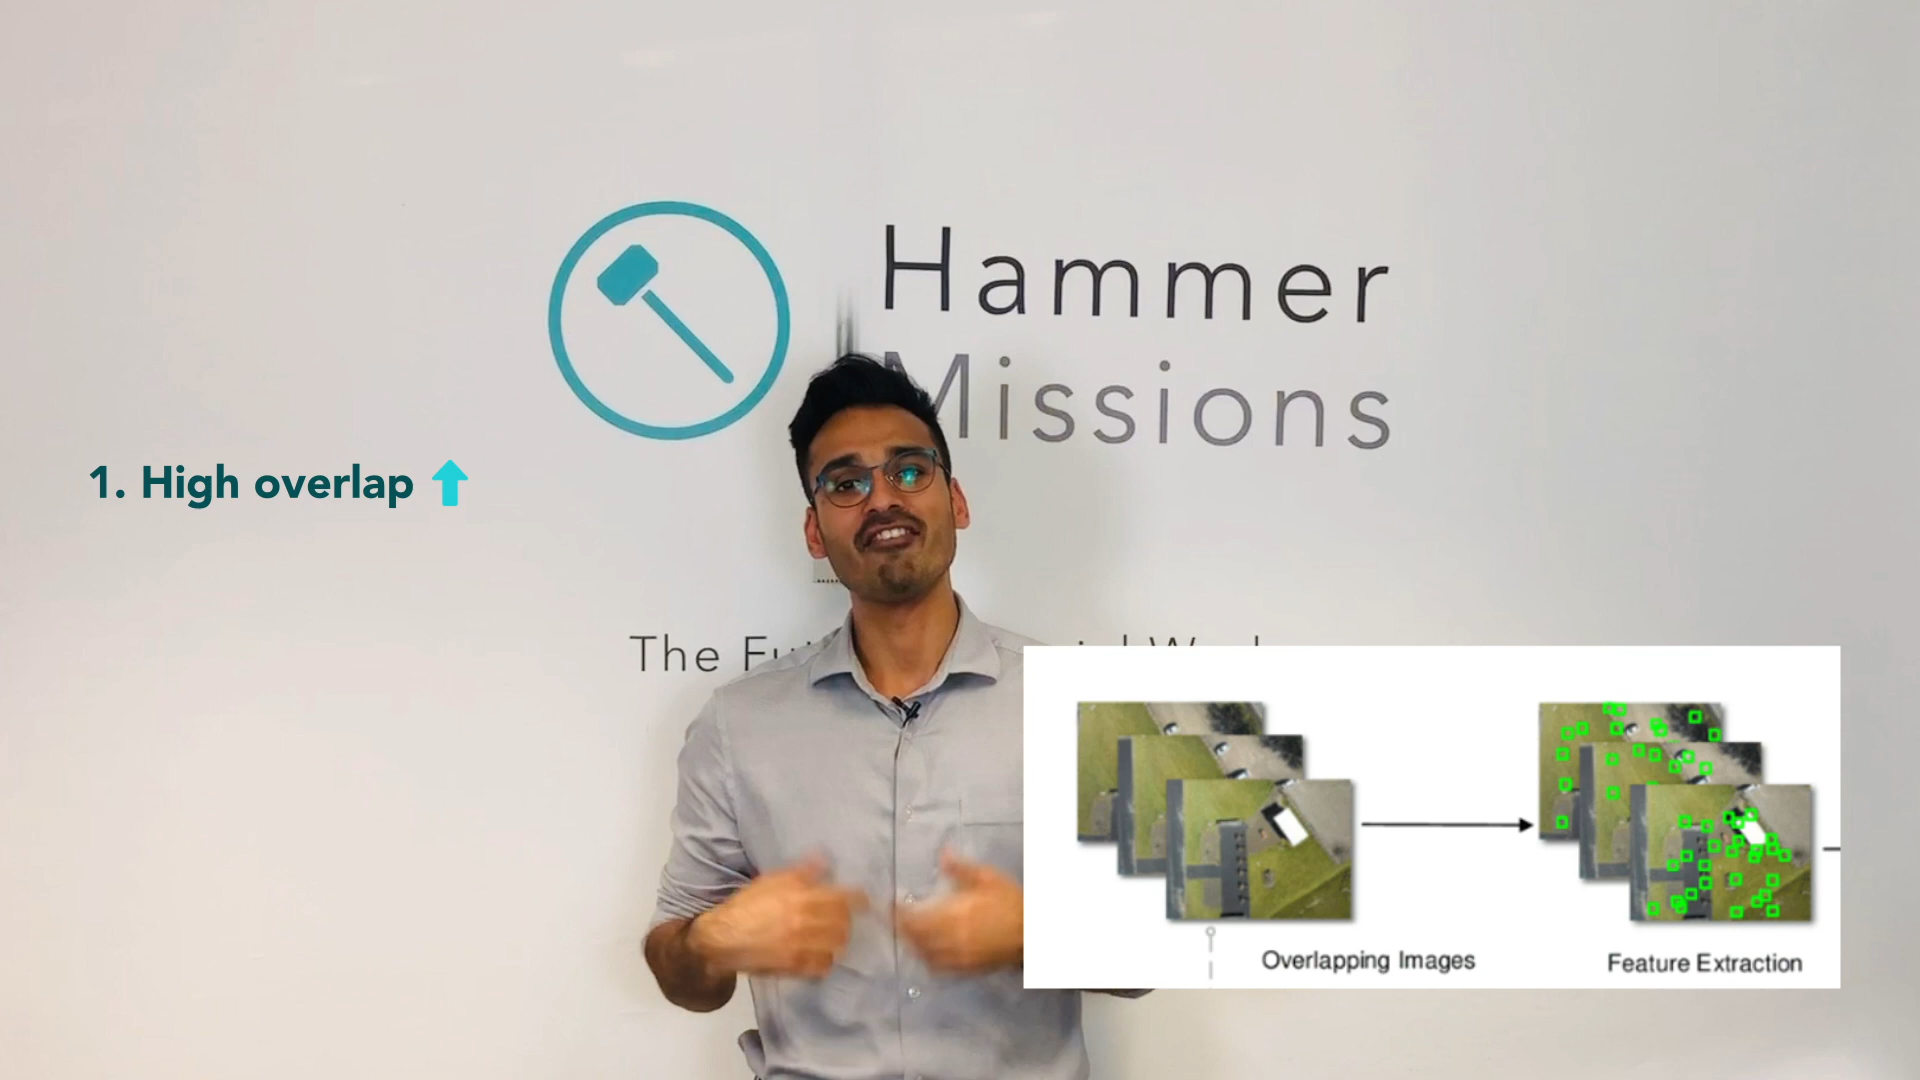 Hammer
Missions
1. High overlap
The
Overlapping Images
Feature Extraction